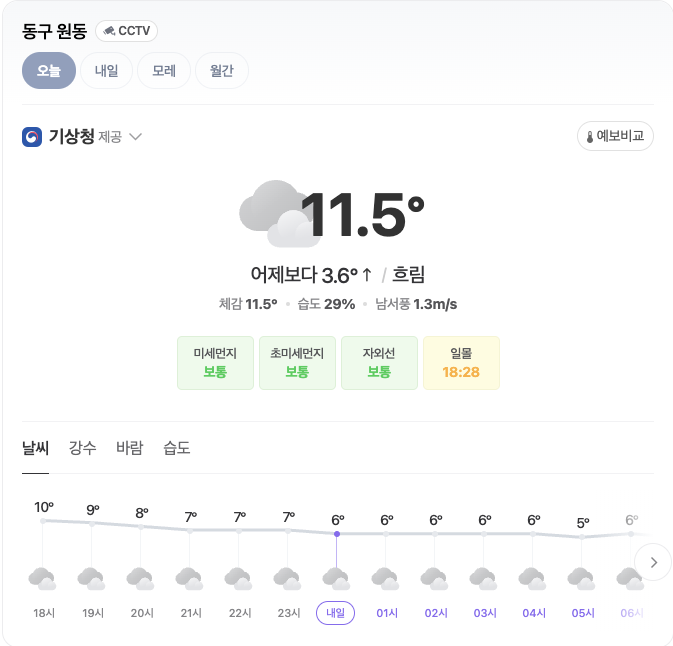 동구 원동 CCTV
오늘 내일 모레 월간
기상청 제공 예보비교
11.5°
어제보다 3.6°↑ / 흐림
체감 11.5° • 습도 29% • 남서풍 1.3m/s
미세먼지 초미세먼지 자외선 일몰
보통 보통 보통 18:28
날씨 강수 바람 습도
10° 9° 8° 7° 7° 7° 6° 6° 6° 6° 6° 5° 6°
18시 19시 20시 21시 22시 23시 내일 01시 02시 03시 04시 05시 06시